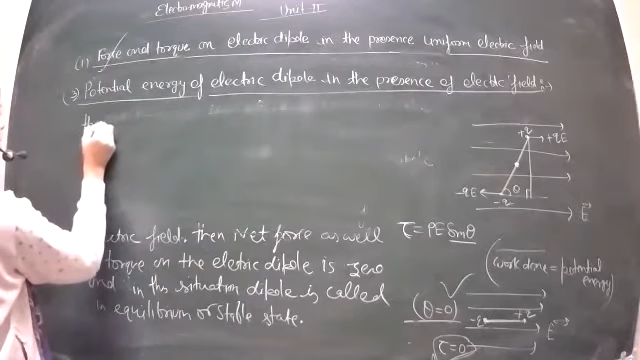 Electromagnetism Unit II
(1) Force and torque on electric dipole in the presence uniform electric field
(2) Potential energy of electric dipole in the presence of electric field:-
+q
+qE
-qE
θ
-q
E
ctric field, then Net force as well
torque on the eletric dipole is zero
and in this situation dipole is called
in equilibrium or stable state.
τ = PE Sinθ
(work done = potential
energy)
(θ=0)
-q +q
E
τ=0